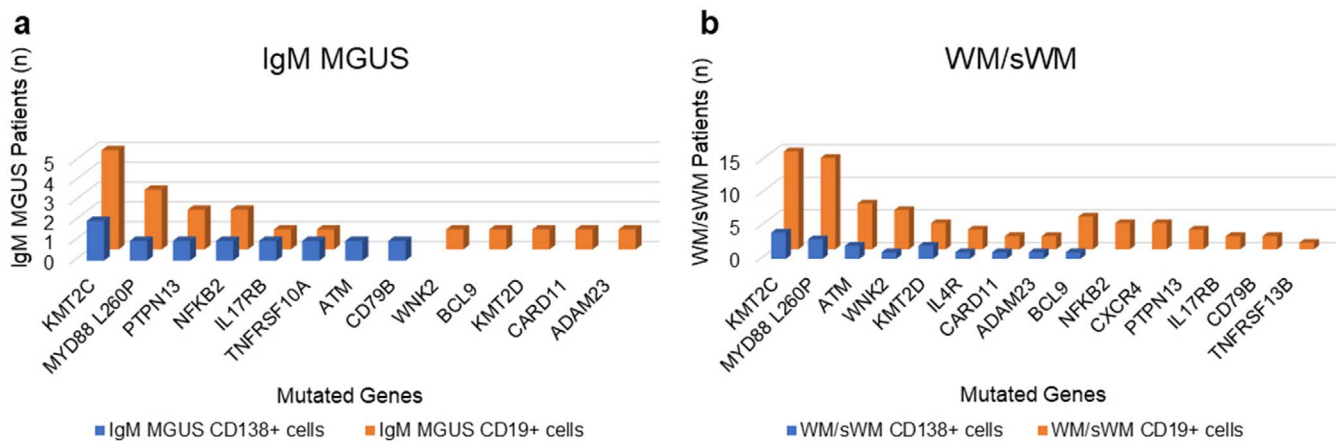 a
IgM MGUS
IgM MGUS Patients (n)
5
4
3
2
1
0
KMT2C
MYD88 L260P
PTPN13
NFKB2
IL17RB
TNFRSF10A
ATM
CD79B
WNK2
BCL9
KMT2D
CARD11
ADAM23
Mutated Genes
IgM MGUS CD138+ cells
IgM MGUS CD19+ cells
b
WM/sWM
WM/sWM Patients (n)
15
10
5
0
KMT2C
MYD88 L260P
ATM
WNK2
KMT2D
IL4R
CARD11
ADAM23
BCL9
NFKB2
CXCR4
PTPN13
IL17RB
CD79B
TNFRSF13B
Mutated Genes
WM/sWM CD138+ cells
WM/sWM CD19+ cells